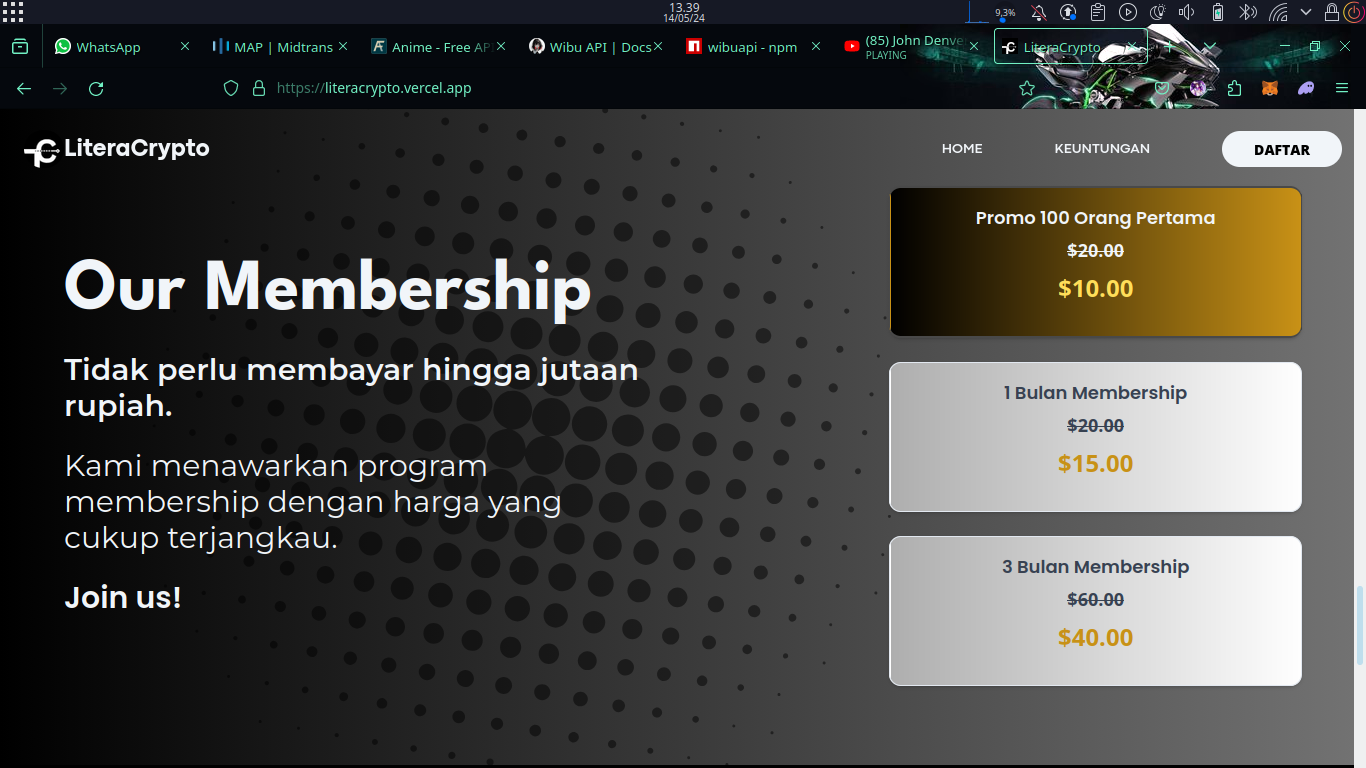 13.39
14/05/24
9,3%
WhatsApp
MAP | Midtrans
Anime - Free AP
Wibu API | Docs
wibuapi - npm
(85) John Denve
PLAYING
LiteraCrypto
https://literacrypto.vercel.app
LiteraCrypto
HOME
KEUNTUNGAN
DAFTAR
Our Membership
Tidak perlu membayar hingga jutaan
rupiah.
Kami menawarkan program
membership dengan harga yang
cukup terjangkau.
Join us!
Promo 100 Orang Pertama
$20.00
$10.00
1 Bulan Membership
$20.00
$15.00
3 Bulan Membership
$60.00
$40.00